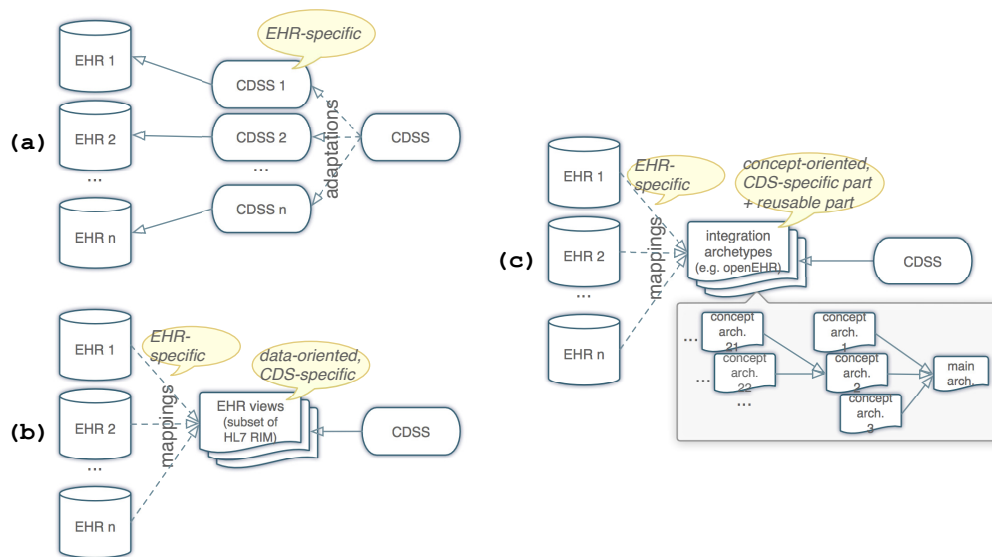 (a)
EHR 1
EHR 2
...
EHR n
CDSS 1
CDSS 2
...
CDSS n
EHR-specific
adaptations
CDSS
(b)
EHR 1
EHR 2
...
EHR n
EHR-
specific
mappings
data-oriented,
CDS-specific
EHR views
(subset of
HL7 RIM)
CDSS
(c)
EHR 1
EHR 2
...
EHR n
EHR-
specific
mappings
concept-oriented,
CDS-specific part
+ reusable part
integration
archetypes
(e.g. openEHR)
CDSS
... concept
arch.
21
... concept
arch.
22
...
concept
arch.
1
concept
arch.
2
concept
arch.
3
main
arch.